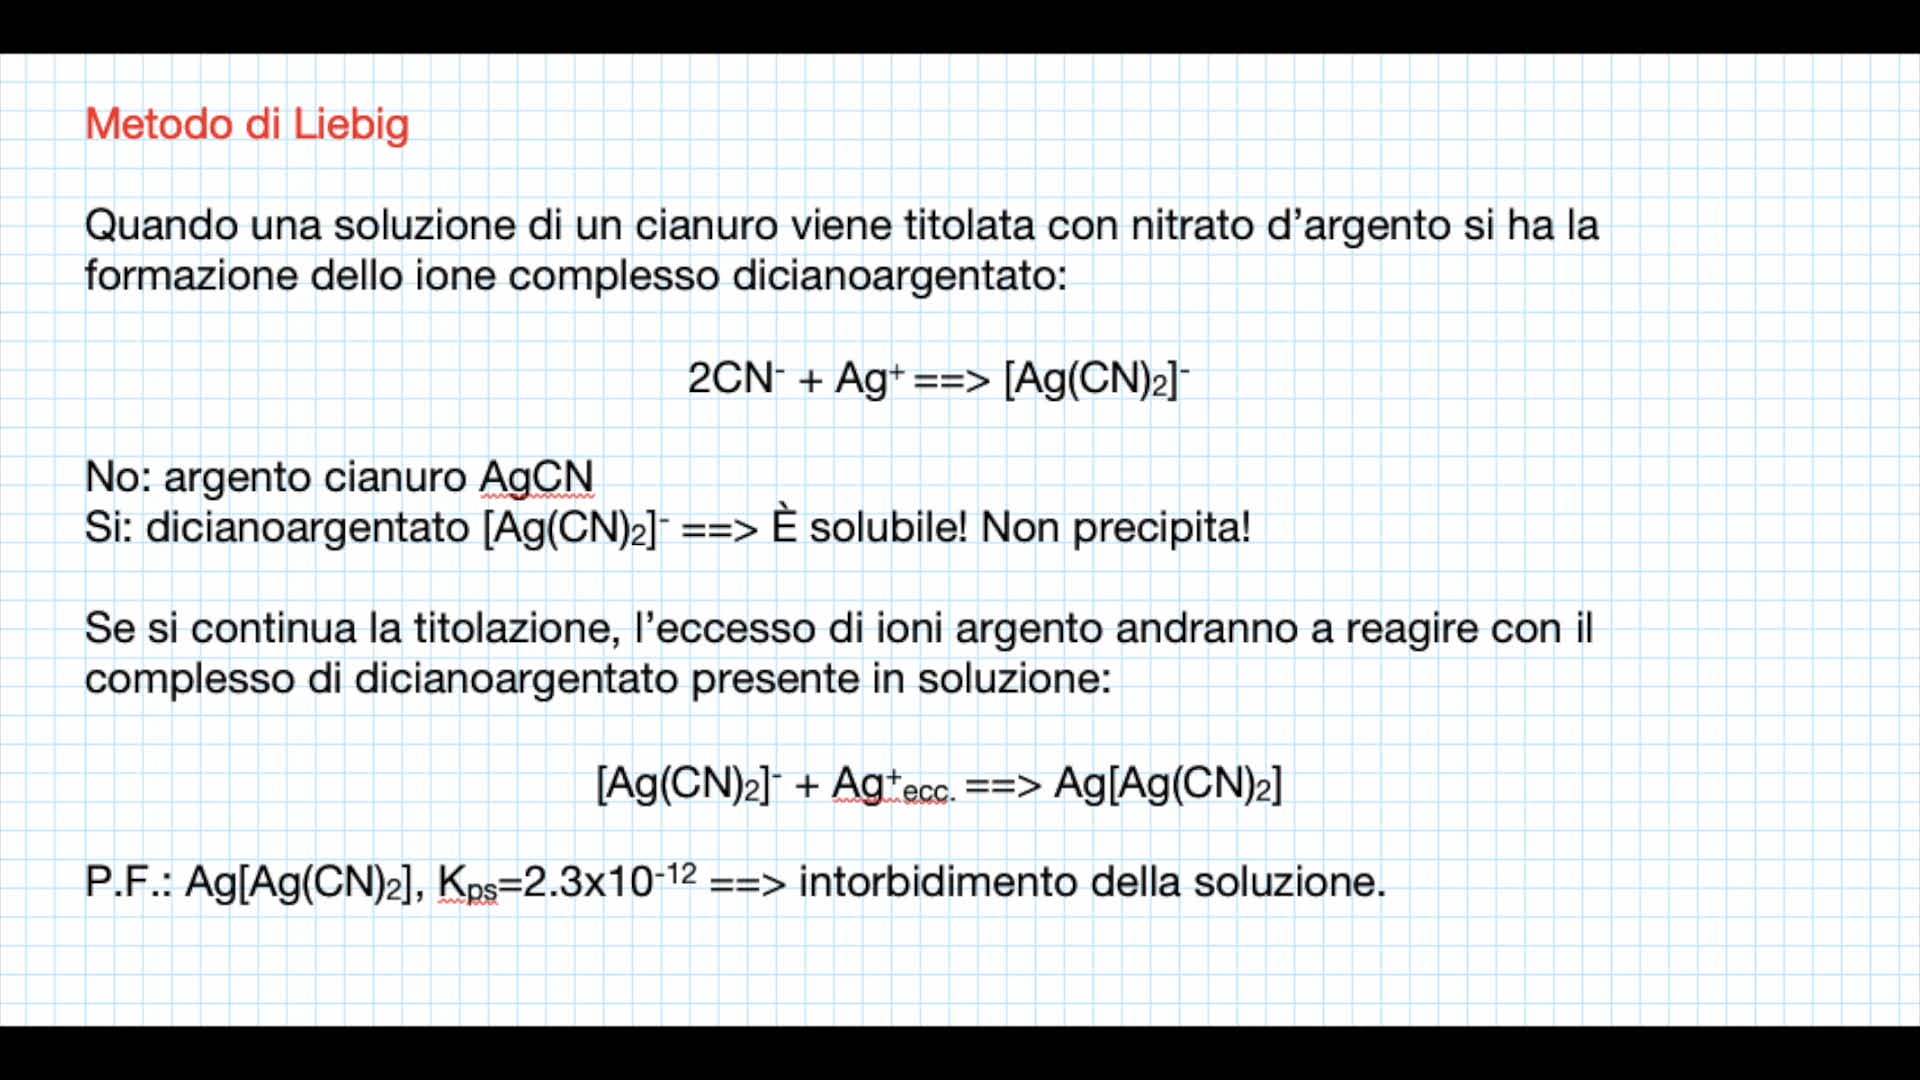 Metodo di Liebig
Quando una soluzione di un cianuro viene titolata con nitrato d’argento si ha la
formazione dello ione complesso dicianoargentato:
2CN⁻ + Ag⁺ ==> [Ag(CN)₂]⁻
No: argento cianuro AgCN
Si: dicianoargentato [Ag(CN)₂]⁻ ==> È solubile! Non precipita!
Se si continua la titolazione, l’eccesso di ioni argento andranno a reagire con il
complesso di dicianoargentato presente in soluzione:
[Ag(CN)₂]⁻ + Ag⁺ecc. ==> Ag[Ag(CN)₂]
P.F.: Ag[Ag(CN)₂], Kps=2.3x10⁻¹² ==> intorbidimento della soluzione.